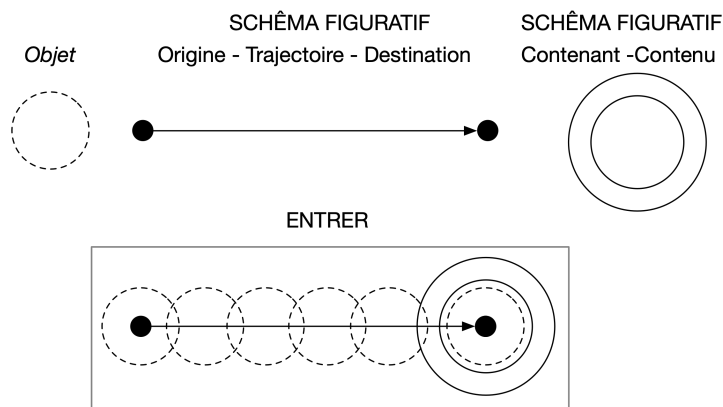 SCHÊMA FIGURATIF
SCHÊMA FIGURATIF
Objet
Origine - Trajectoire - Destination
Contenant -Contenu
ENTRER